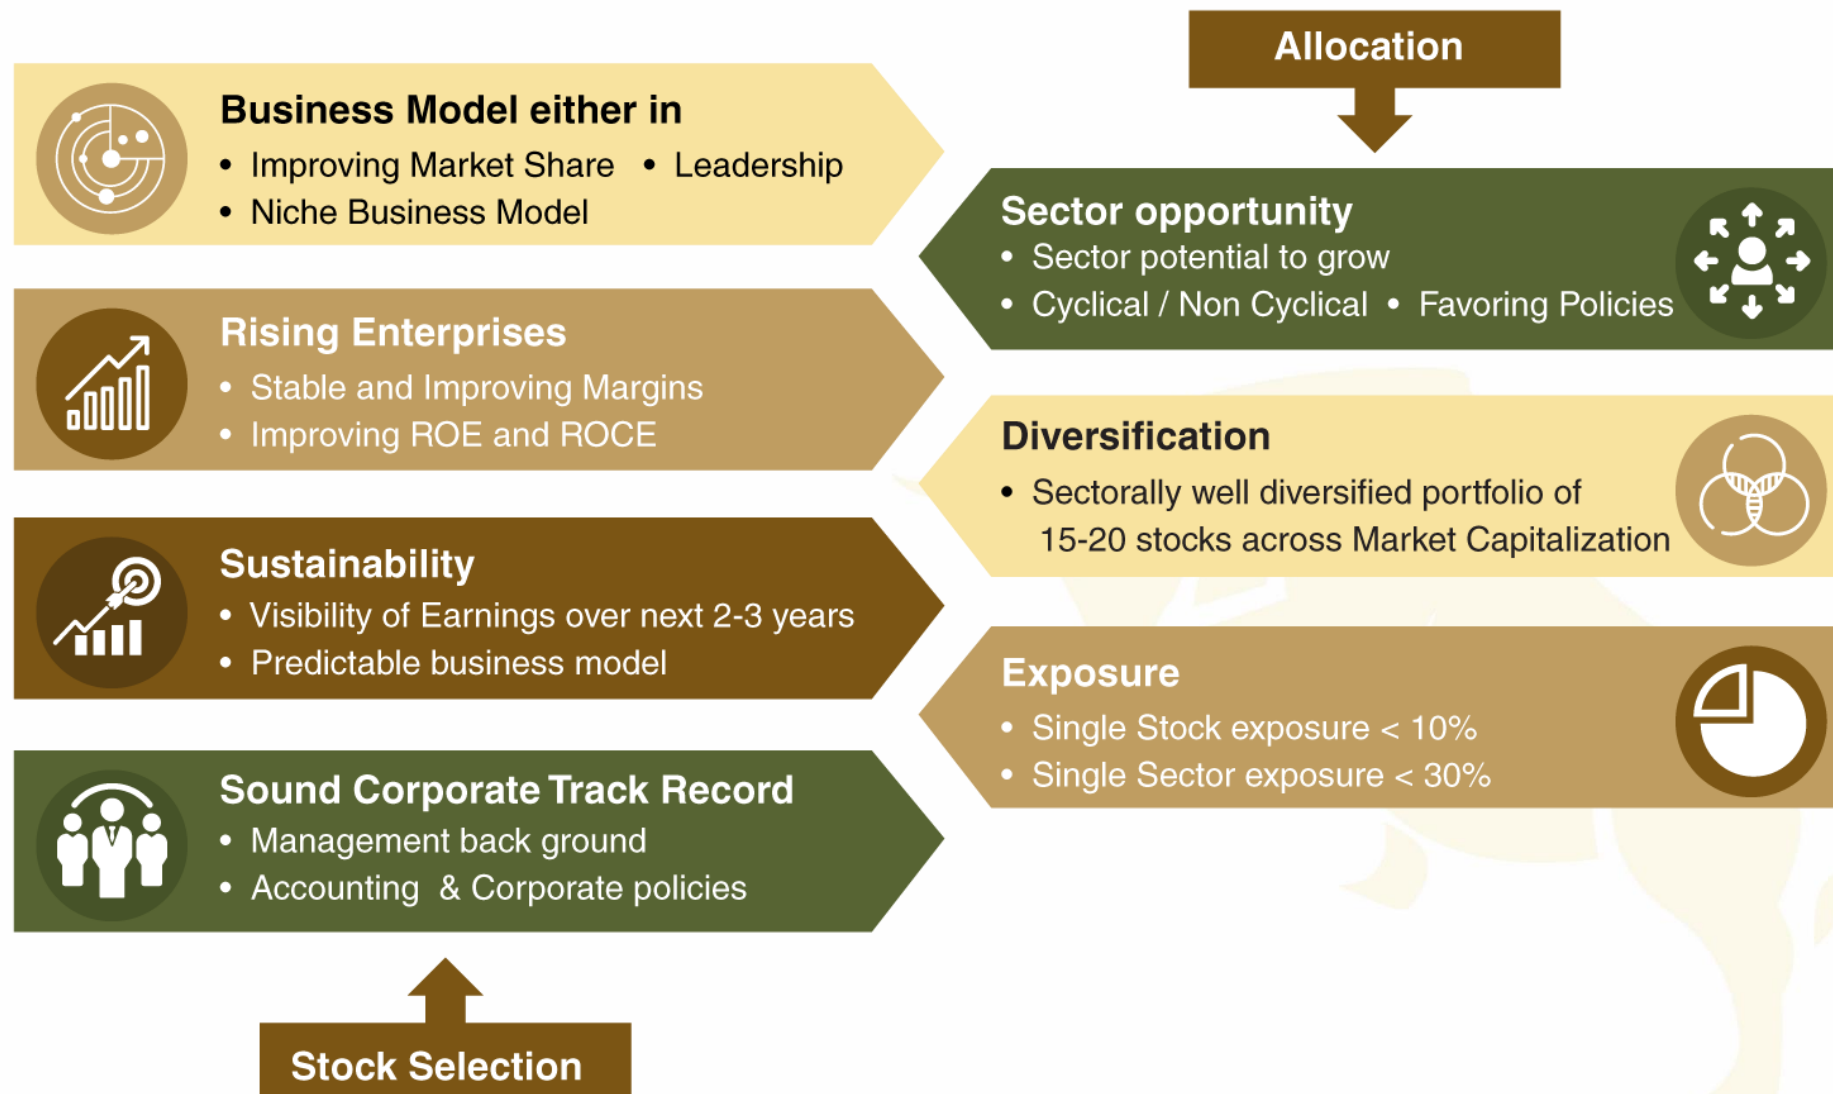 Allocation
Business Model either in
• Improving Market Share • Leadership
• Niche Business Model
Rising Enterprises
• Stable and Improving Margins
• Improving ROE and ROCE
Sustainability
• Visibility of Earnings over next 2-3 years
• Predictable business model
Sound Corporate Track Record
• Management back ground
• Accounting & Corporate policies
Stock Selection
Sector opportunity
• Sector potential to grow
• Cyclical / Non Cyclical • Favoring Policies
Diversification
• Sectorally well diversified portfolio of
15-20 stocks across Market Capitalization
Exposure
• Single Stock exposure < 10%
• Single Sector exposure < 30%